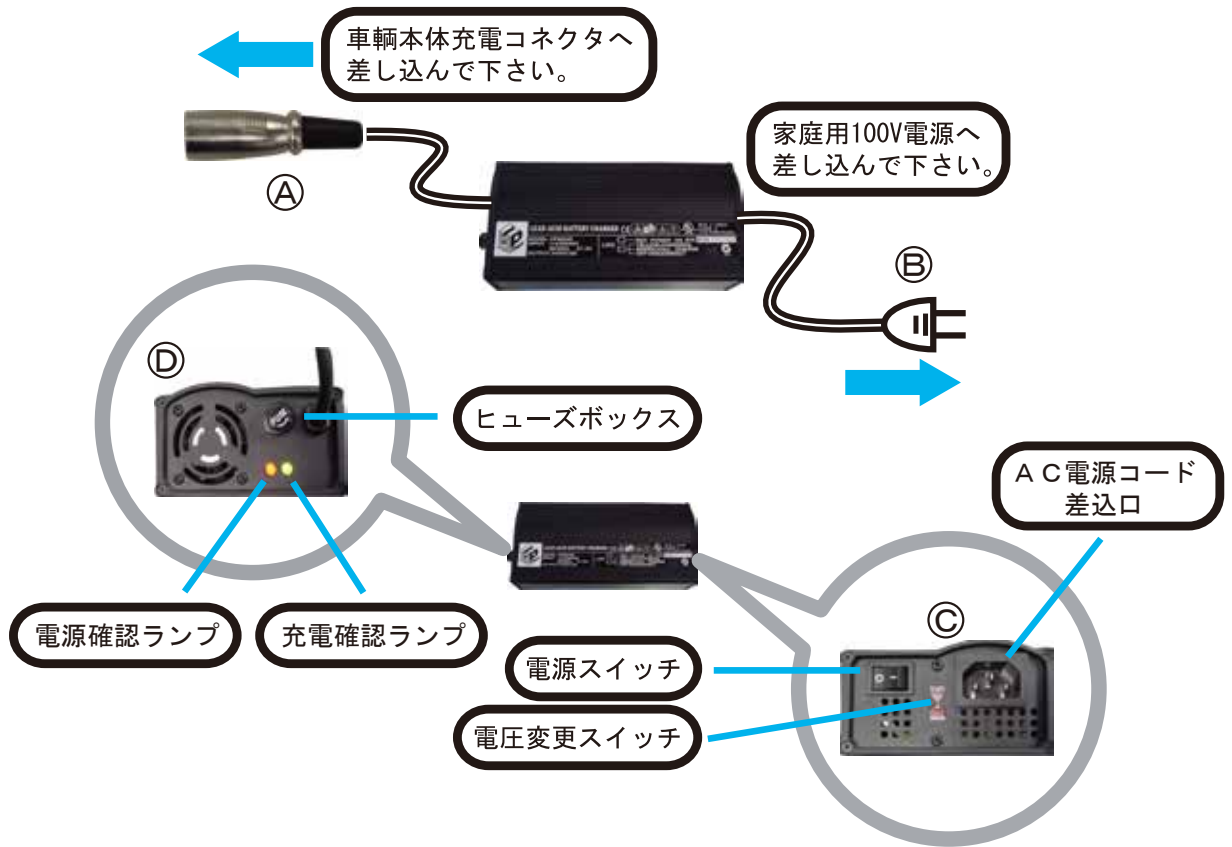 車輌本体充電コネクタへ
差し込んで下さい。
家庭用100V電源へ
差し込んで下さい。
Ⓐ
LEAD ACID BATTERY CHARGER
Ⓑ
Ⓓ
ヒューズボックス
ＡＣ電源コード
差込口
電源確認ランプ
充電確認ランプ
Ⓒ
電源スイッチ
電圧変更スイッチ